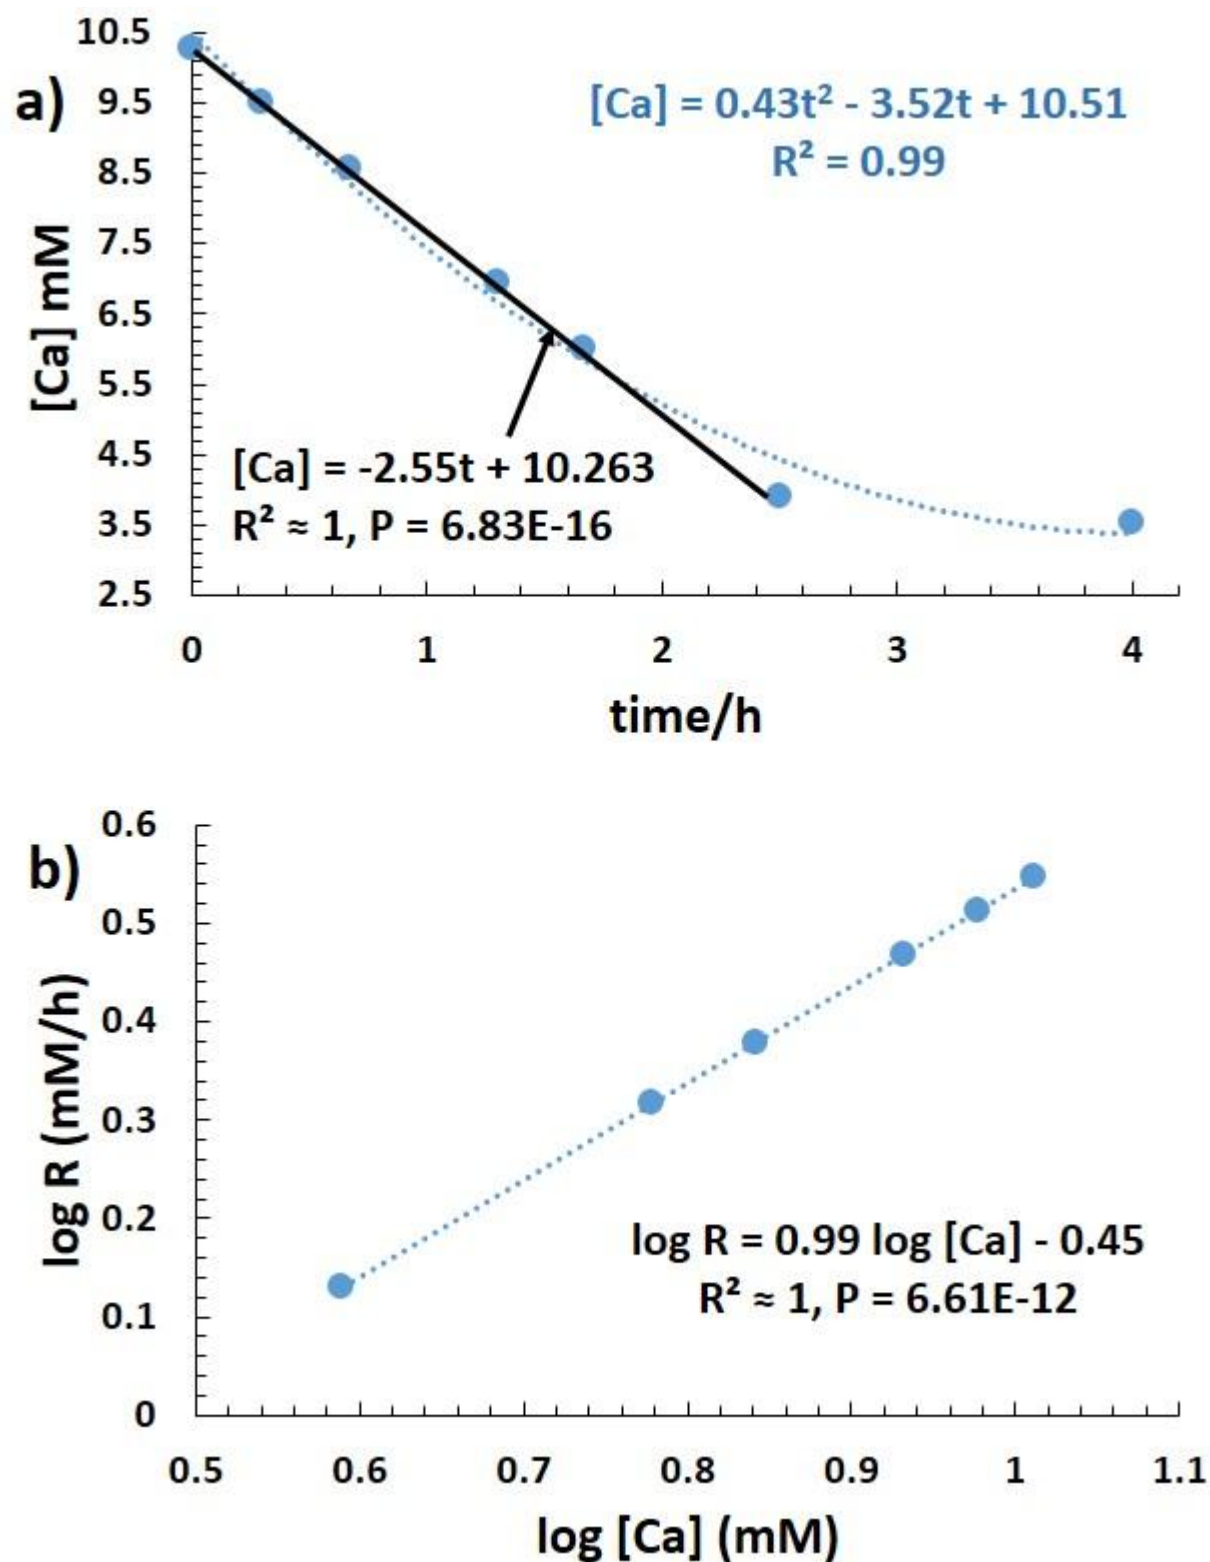 10.5
a)
9.5
8.5
7.5
6.5
5.5
4.5
3.5
2.5
[Ca] mM
[Ca] = 0.43t² - 3.52t + 10.51
R² = 0.99
[Ca] = -2.55t + 10.263
R² ≈ 1, P = 6.83E-16
0 1 2 3 4
time/h
0.6
b)
0.5
0.4
0.3
0.2
0.1
0
log R (mM/h)
log R = 0.99 log [Ca] - 0.45
R² ≈ 1, P = 6.61E-12
0.5 0.6 0.7 0.8 0.9 1 1.1
log [Ca] (mM)